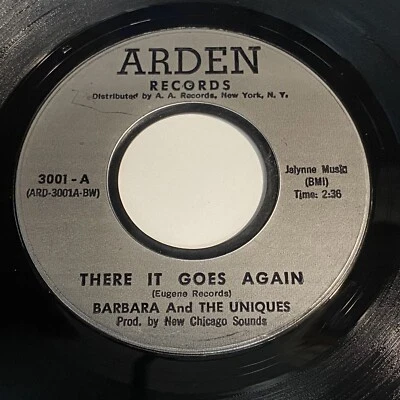 ARDEN
RECORDS
Distributed by A. A. Records, New York, N. Y.
3001 - A
(ARD-3001A-BW)
Jalynne Music
(BMI)
Time: 2:36
THERE IT GOES AGAIN
(Eugene Records)
BARBARA And THE UNIQUES
Prod. by New Chicago Sounds